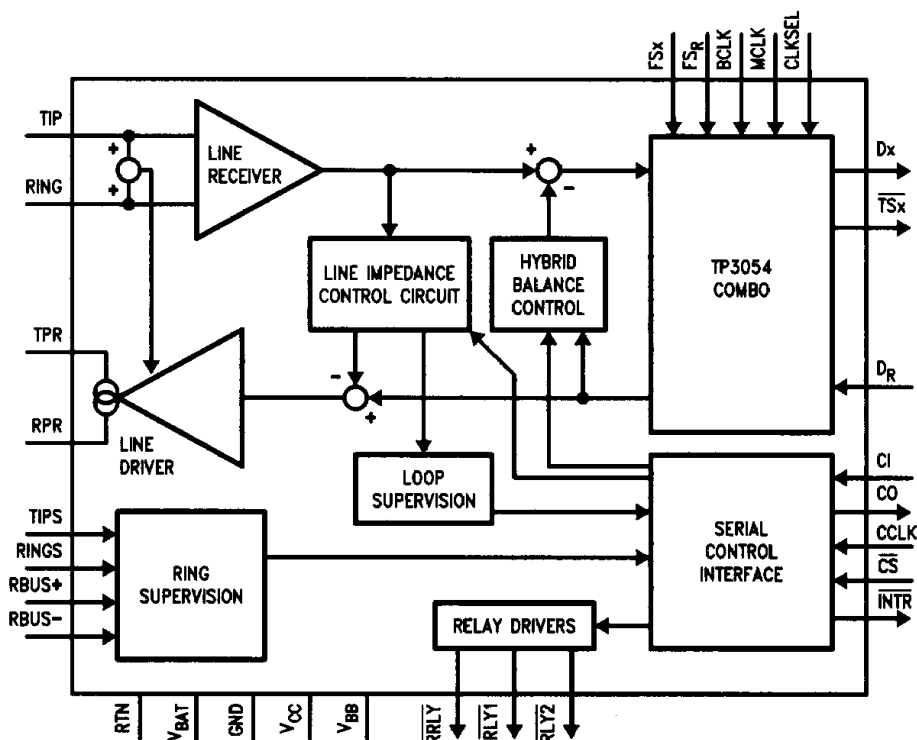 FSX
FSR
BCLK
MCLK
CLKSEL
TIP
+
LINE
RECEIVER
+
+
RING
-
DX
TSX
LINE IMPEDANCE
CONTROL CIRCUIT
HYBRID
BALANCE
CONTROL
TP3054
COMBO
TPR
-
+
DR
RPR
LINE
DRIVER
LOOP
SUPERVISION
CI
CO
TIPS
RINGS
RBUS+
RBUS-
RING
SUPERVISION
SERIAL
CONTROL
INTERFACE
CCLK
CS
INTR
RELAY DRIVERS
RTN
VBAT
GND
VCC
VBB
RRLY
RLY1
RLY2